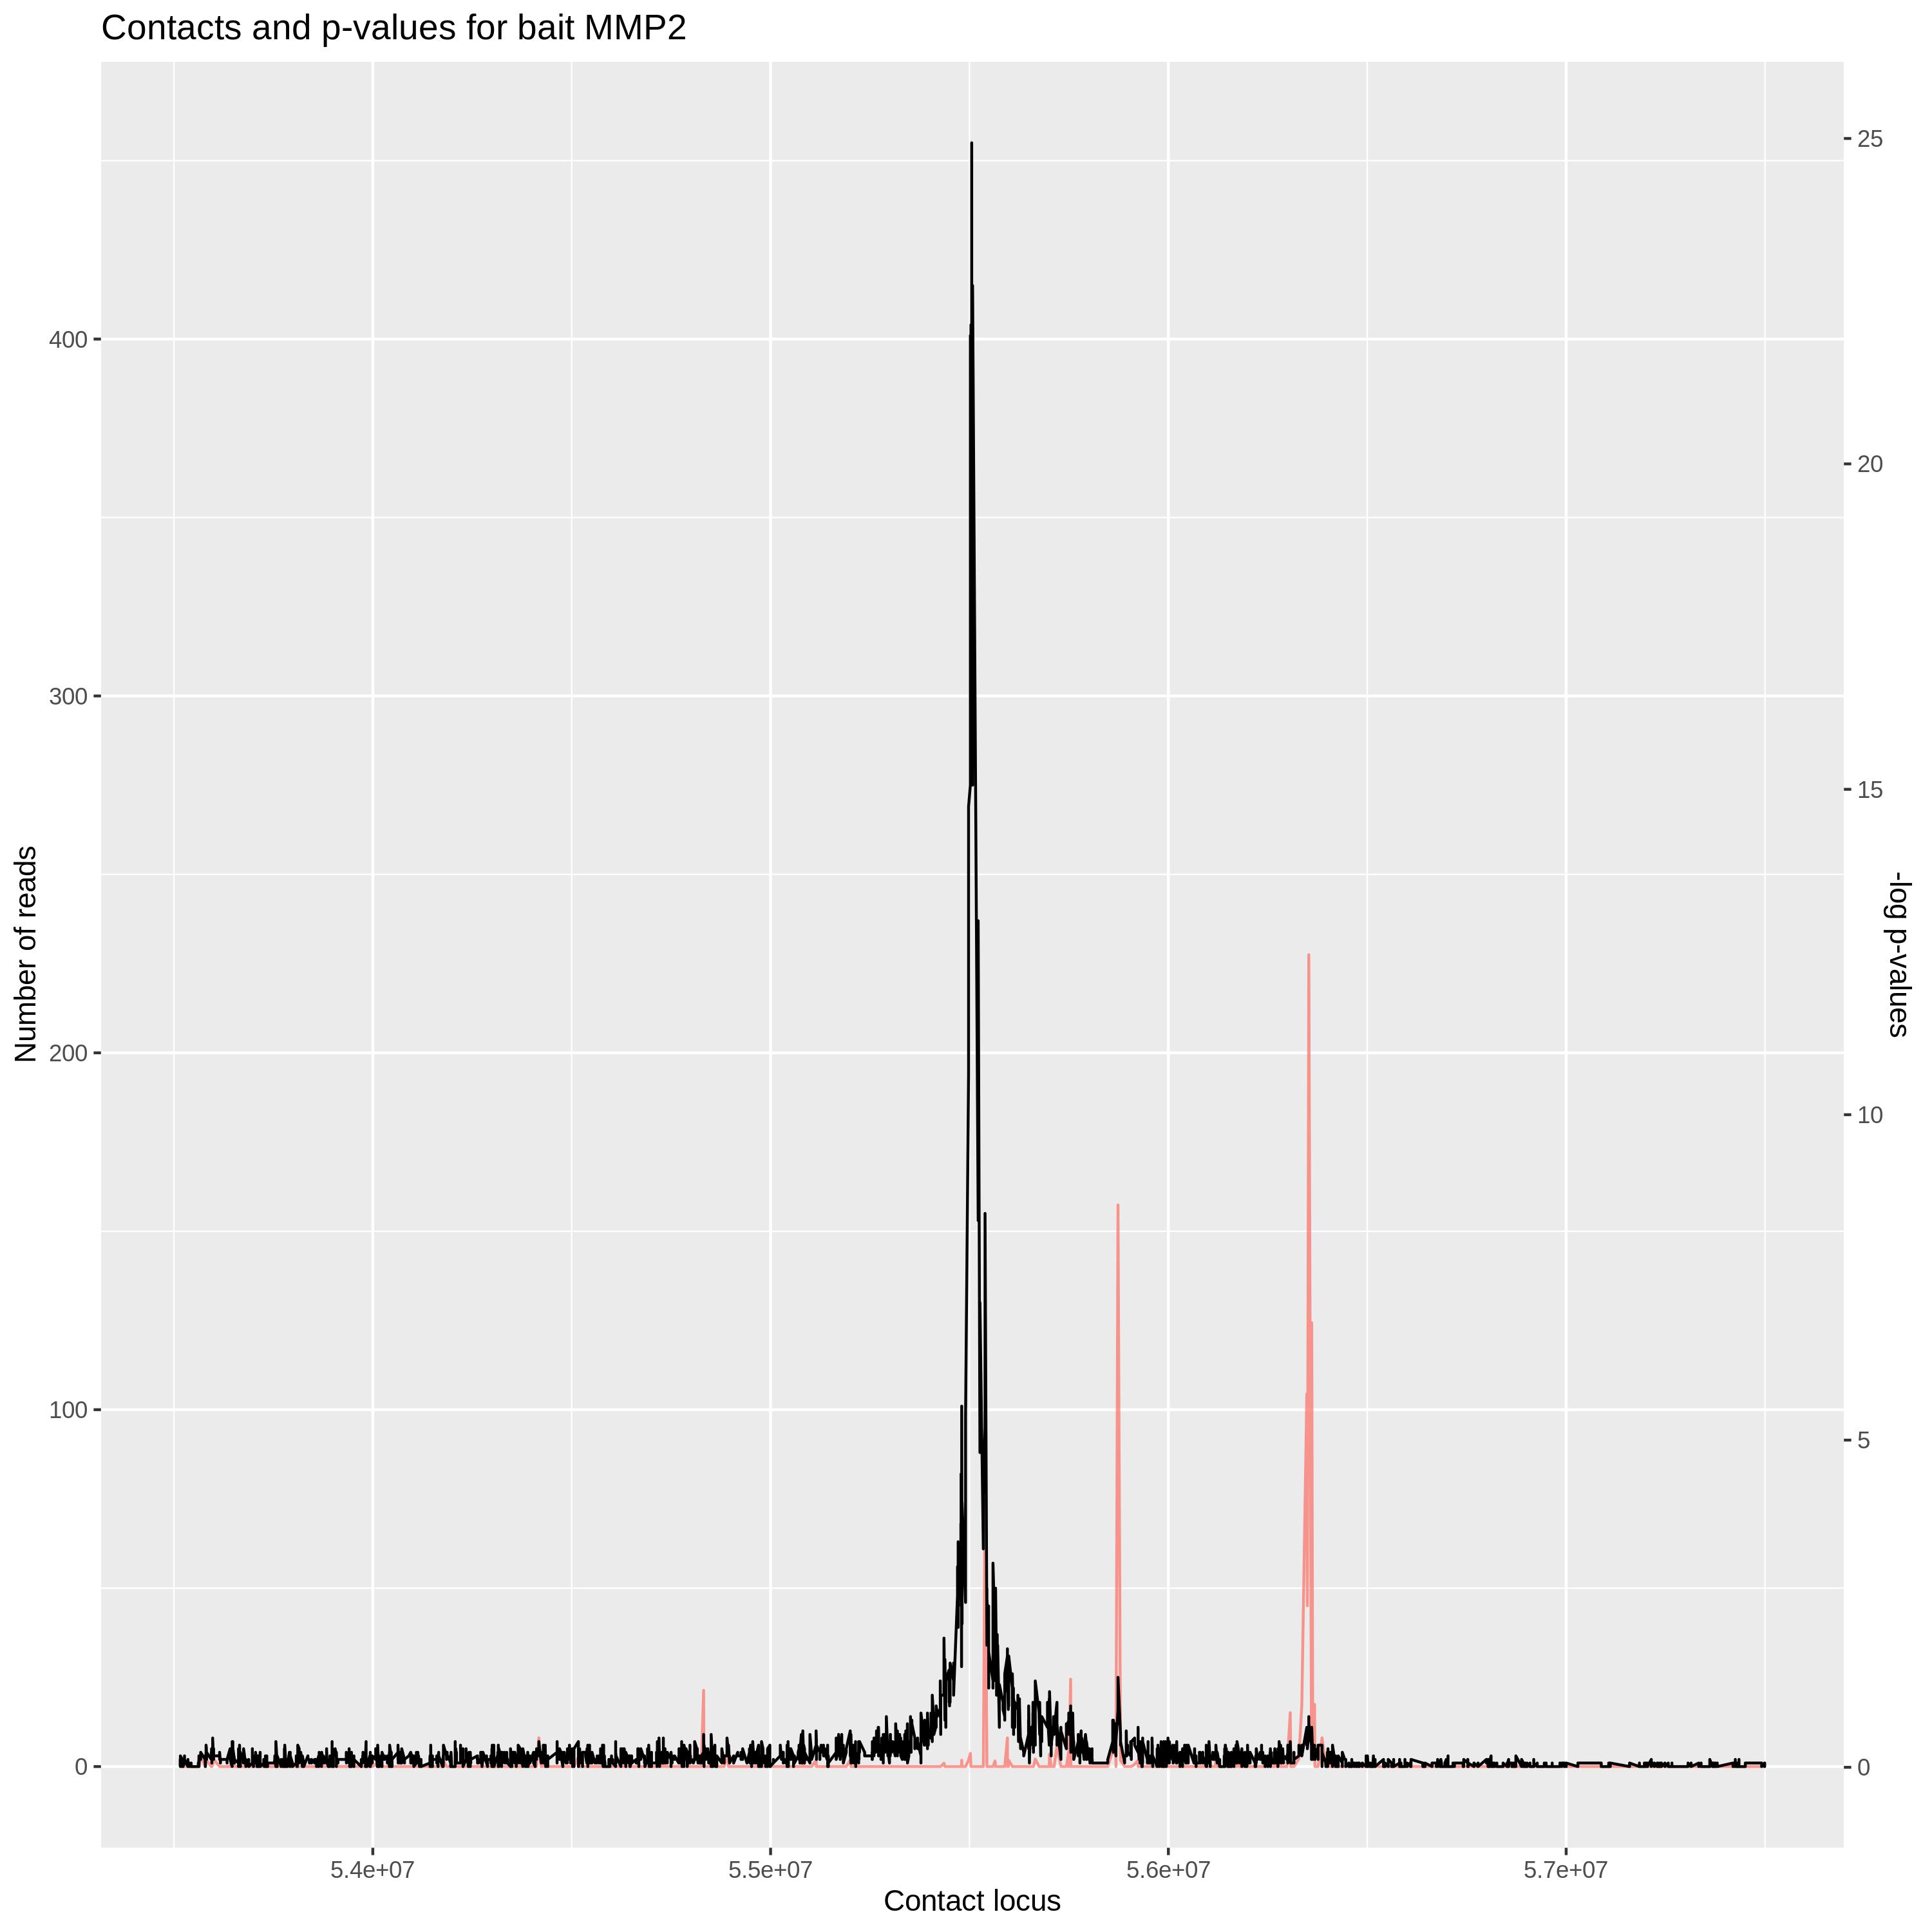 Contacts and p-values for bait MMP2
Number of reads
400
300
200
100
0
25
20
15
10
5
0
-log p-values
5.4e+07
5.5e+07
5.6e+07
5.7e+07
Contact locus